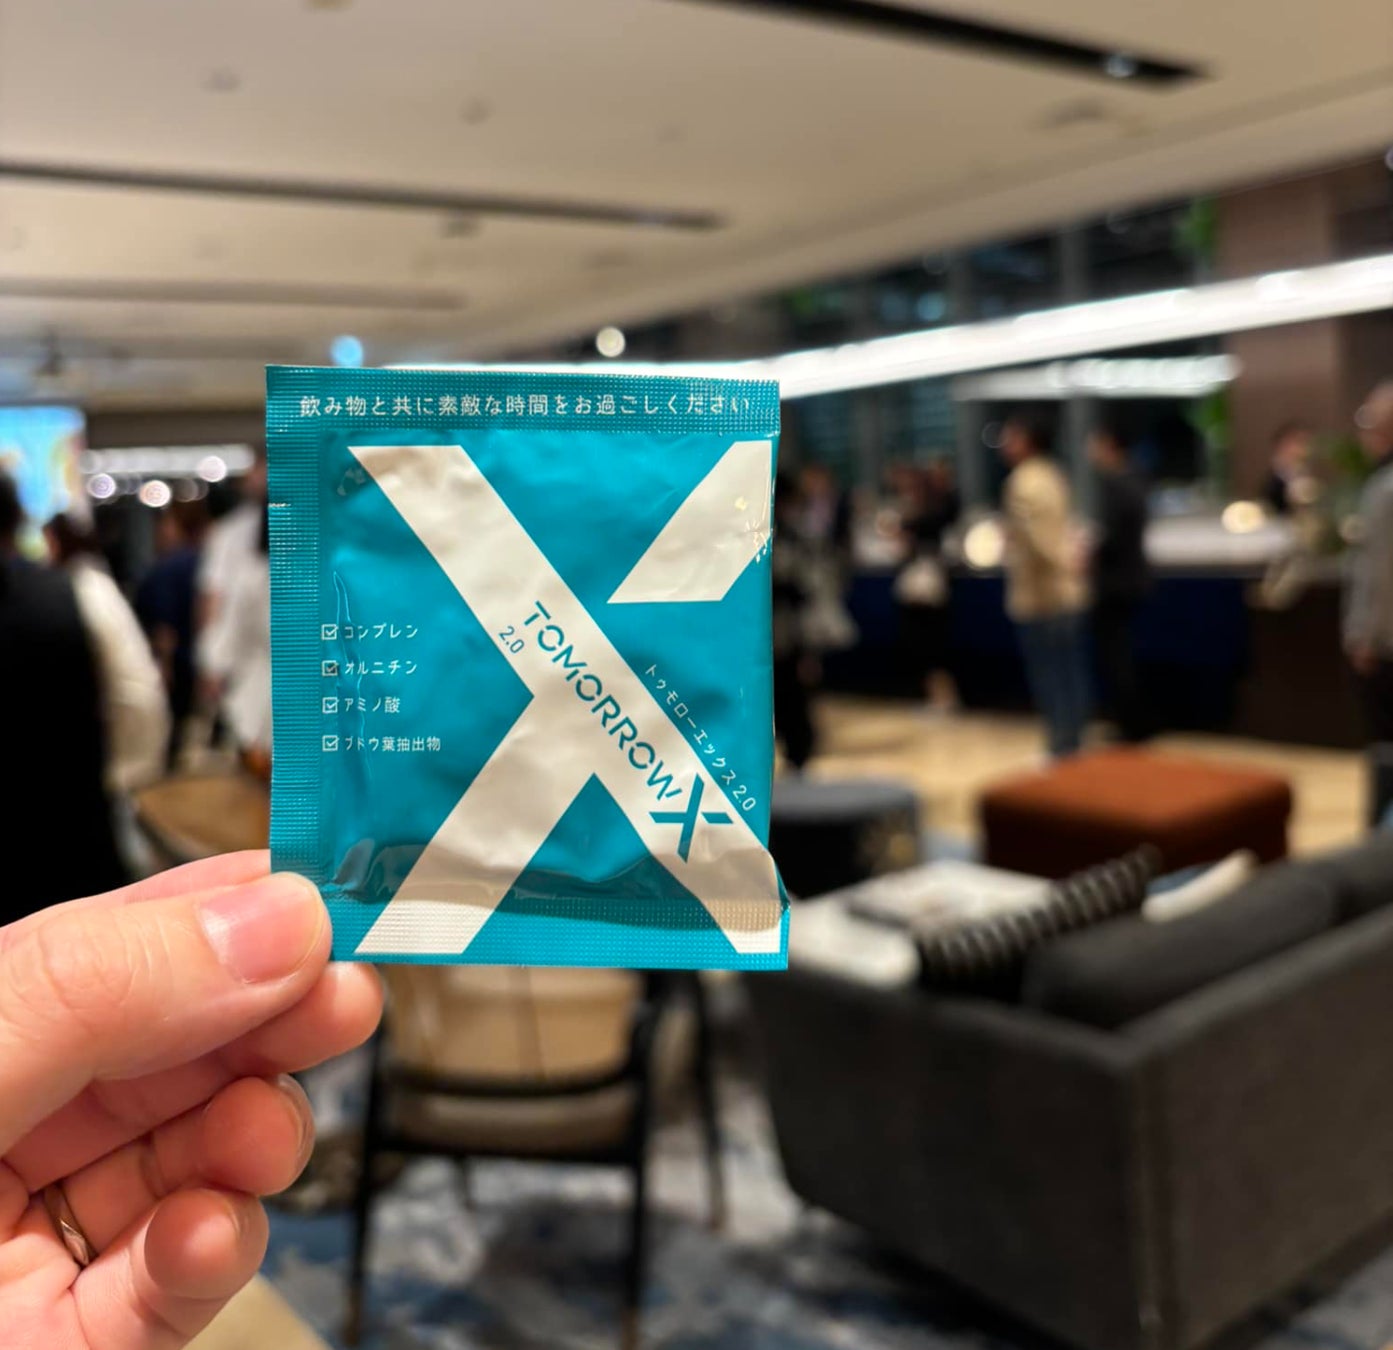 飲み物と共に素敵な時間をお過ごしください
TOMORROWX
2.0
トゥモローエックス2.0
コンブレン
オルニチン
アミノ酸
ブドウ葉抽出物